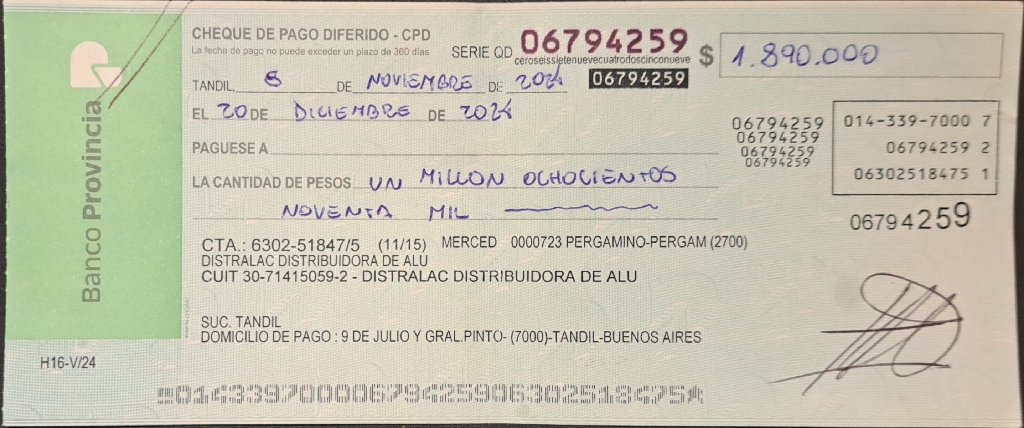 Banco Provincia
CHEQUE DE PAGO DIFERIDO - CPD
La fecha de pago no puede exceder un plazo de 360 días
SERIE QD 06794259
ceroseissietenuevecuatrodoscinconueve
06794259
$ 1.890.000
TANDIL, 8 DE NOVIEMBRE DE 2024
EL 20 DE DICIEMBRE DE 2024
PAGUESE A
LA CANTIDAD DE PESOS UN MILLON OCHOCIENTOS
NOVENTA MIL
06794259
06794259
06794259
06794259
014-339-7000 7
06794259 2
06302518475 1
06794259
CTA.: 6302-51847/5 (11/15) MERCED 0000723 PERGAMINO-PERGAM (2700)
DISTRALAC DISTRIBUIDORA DE ALU
CUIT 30-71415059-2 - DISTRALAC DISTRIBUIDORA DE ALU
SUC. TANDIL
DOMICILIO DE PAGO : 9 DE JULIO Y GRAL.PINTO- (7000)-TANDIL-BUENOS AIRES
H16-V/24
01433970000679425906302518475